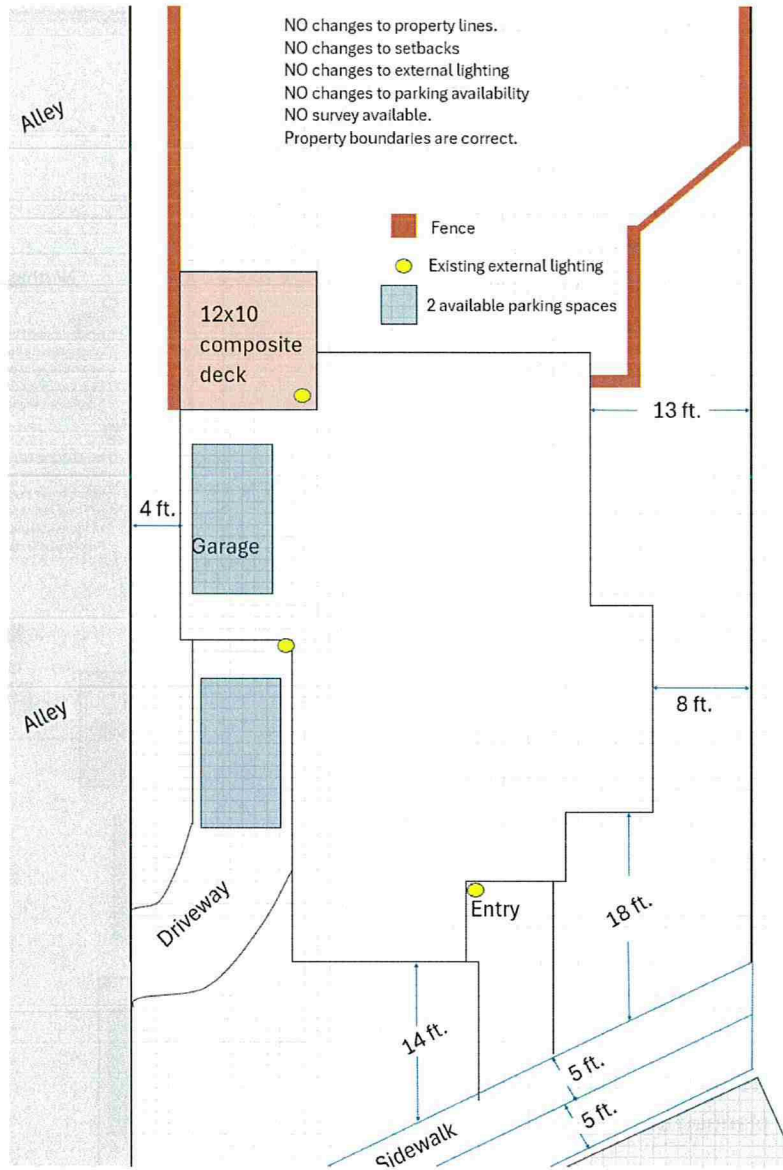 NO changes to property lines.
NO changes to setbacks
NO changes to external lighting
NO changes to parking availability
NO survey available.
Property boundaries are correct.
Alley
Fence
Existing external lighting
2 available parking spaces
12x10
composite
deck
13 ft.
4 ft.
Garage
8 ft.
Alley
Driveway
Entry
18 ft.
14 ft.
5 ft.
5 ft.
Sidewalk